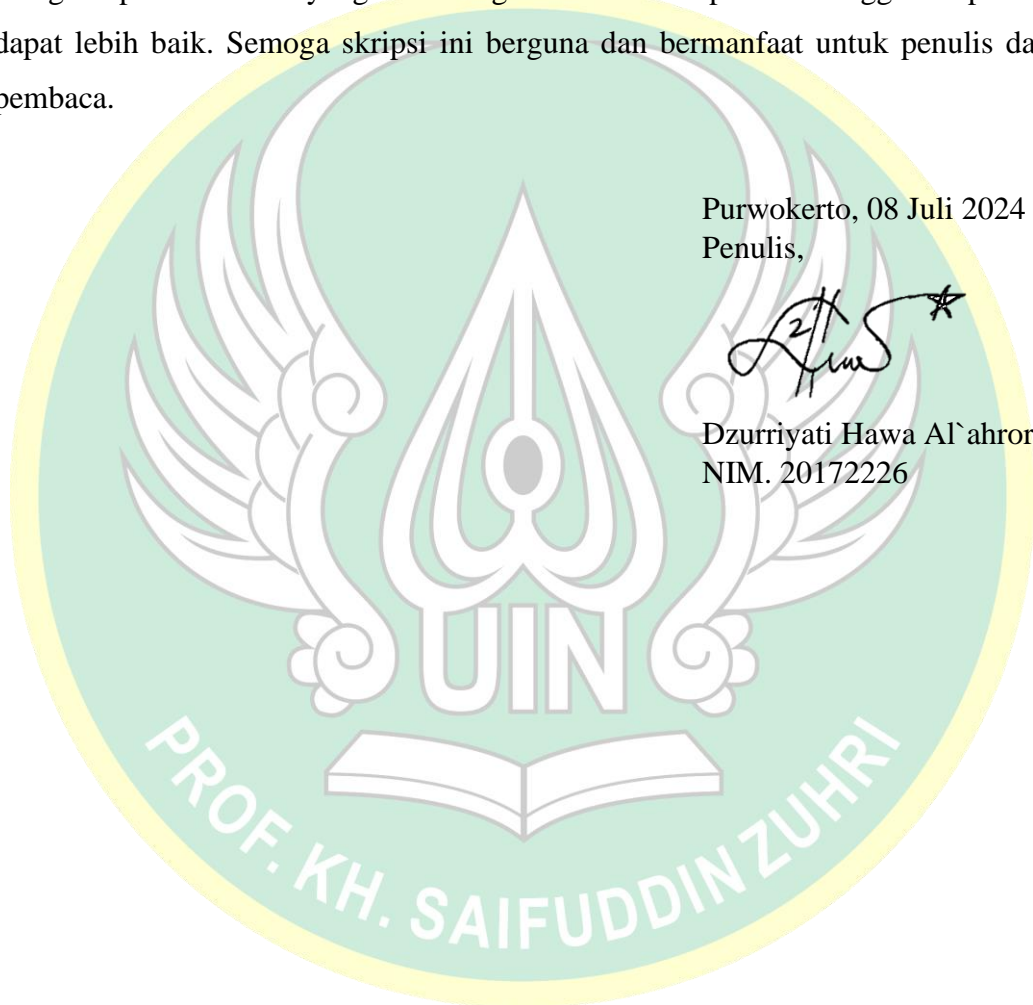 dapat lebih baik. Semoga skripsi ini berguna dan bermanfaat untuk penulis da
pembaca.
Purwokerto, 08 Juli 2024
Penulis,
Dzurriyati Hawa Al`ahror
NIM. 20172226
UIN
PROF. KH. SAIFUDDIN ZUHRI